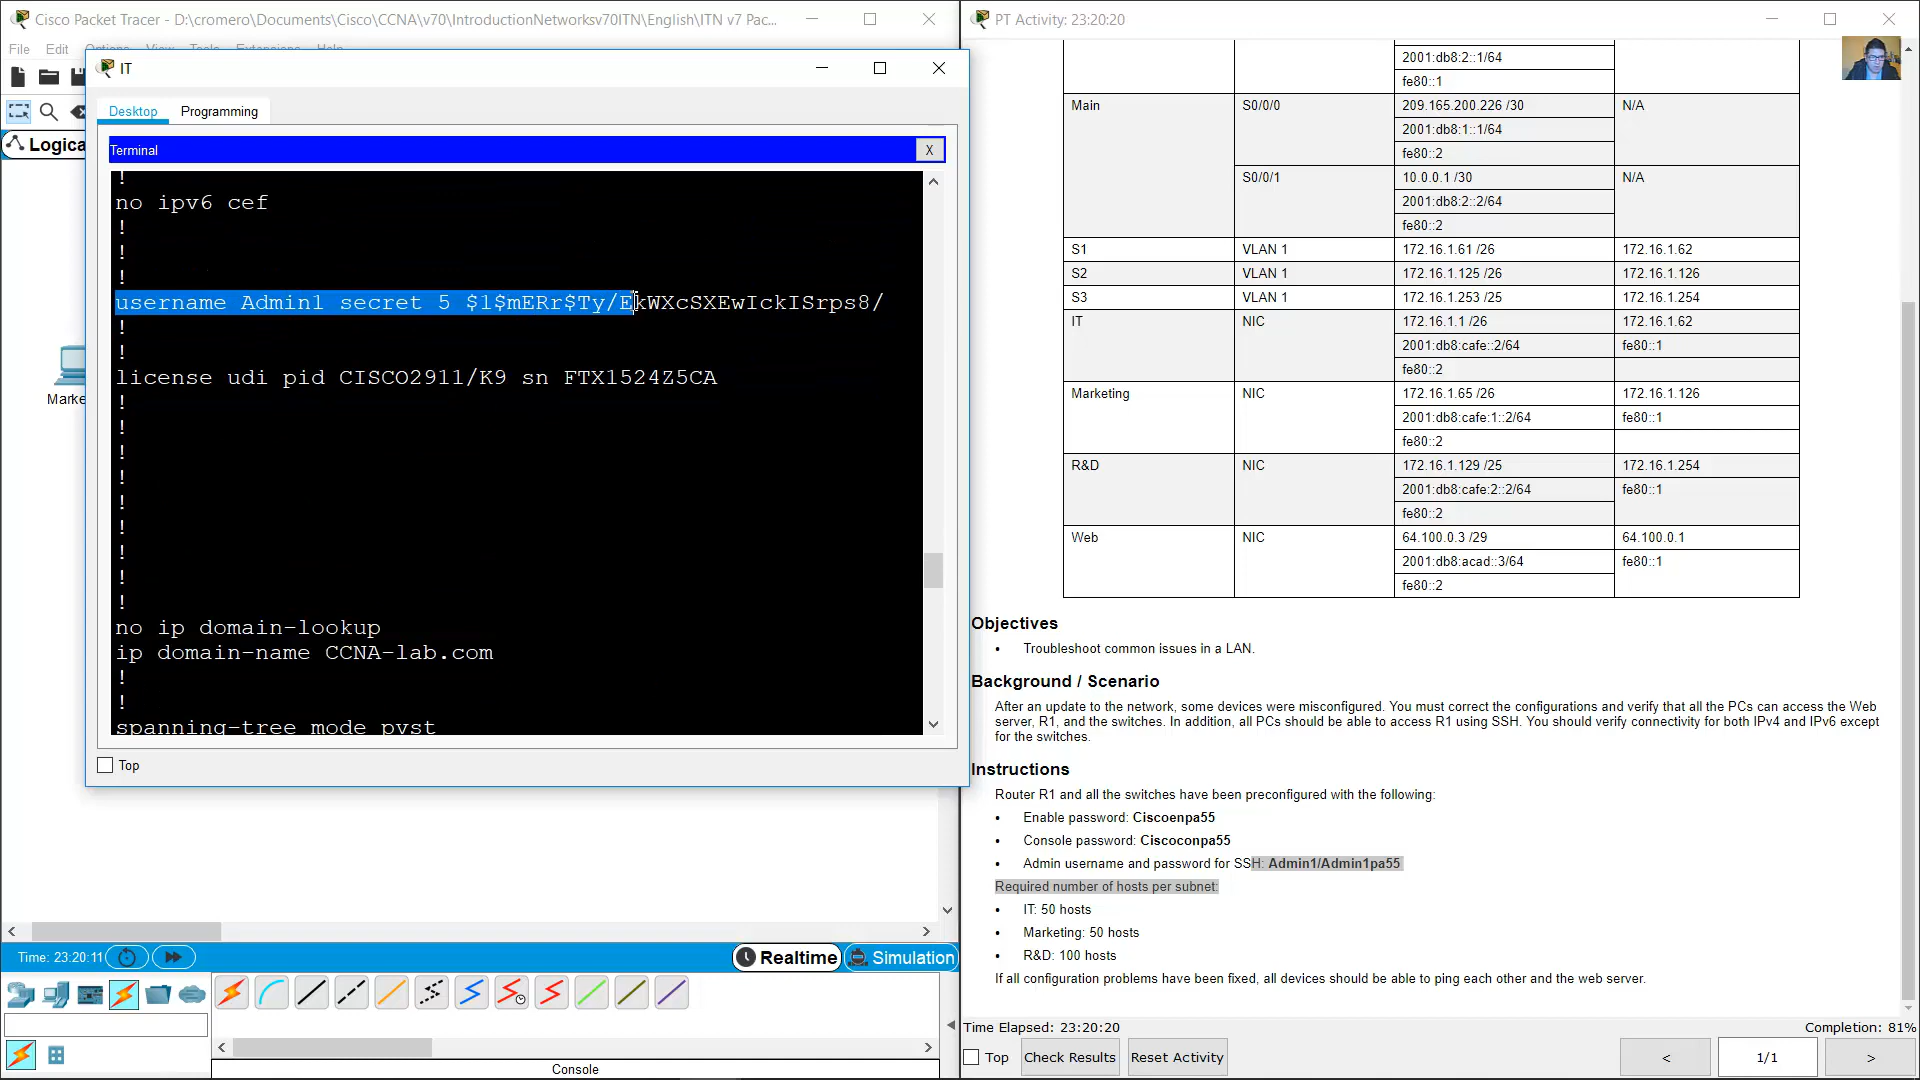 Cisco Packet Tracer - D:\cromero\Documents\Cisco\CCNA\v70\IntroductionNetworksv70ITN\English\ITN v7 Pac...
File Edit Options View Tools Extensions Help
Logica
Marke
IT
Desktop Programming
Terminal X
!
no ipv6 cef
!
!
!
username Admin1 secret 5 $1$mERr$Ty/EkWXcSXEwIckISrps8/
!
!
license udi pid CISCO2911/K9 sn FTX1524Z5CA
!
!
!
!
!
!
!
!
!
no ip domain-lookup
ip domain-name CCNA-lab.com
!
!
spanning-tree mode pvst
Top
Time: 23:20:11
Realtime Simulation
Console
PT Activity: 23:20:20
2001:db8:2::1/64
fe80::1
Main S0/0/0 209.165.200.226 /30 N/A
2001:db8:1::1/64
fe80::2
S0/0/1 10.0.0.1 /30 N/A
2001:db8:2::2/64
fe80::2
S1 VLAN 1 172.16.1.61 /26 172.16.1.62
S2 VLAN 1 172.16.1.125 /26 172.16.1.126
S3 VLAN 1 172.16.1.253 /25 172.16.1.254
IT NIC 172.16.1.1 /26 172.16.1.62
2001:db8:cafe::2/64 fe80::1
fe80::2
Marketing NIC 172.16.1.65 /26 172.16.1.126
2001:db8:cafe:1::2/64 fe80::1
fe80::2
R&D NIC 172.16.1.129 /25 172.16.1.254
2001:db8:cafe:2::2/64 fe80::1
fe80::2
Web NIC 64.100.0.3 /29 64.100.0.1
2001:db8:acad::3/64 fe80::1
fe80::2
Objectives
• Troubleshoot common issues in a LAN.
Background / Scenario
After an update to the network, some devices were misconfigured. You must correct the configurations and verify that all the PCs can access the Web
server, R1, and the switches. In addition, all PCs should be able to access R1 using SSH. You should verify connectivity for both IPv4 and IPv6 except
for the switches.
Instructions
Router R1 and all the switches have been preconfigured with the following:
• Enable password: Ciscoenpa55
• Console password: Ciscoconpa55
• Admin username and password for SSH: Admin1/Admin1pa55
Required number of hosts per subnet:
• IT: 50 hosts
• Marketing: 50 hosts
• R&D: 100 hosts
If all configuration problems have been fixed, all devices should be able to ping each other and the web server.
Time Elapsed: 23:20:20 Completion: 81%
Top Check Results Reset Activity < 1/1 >